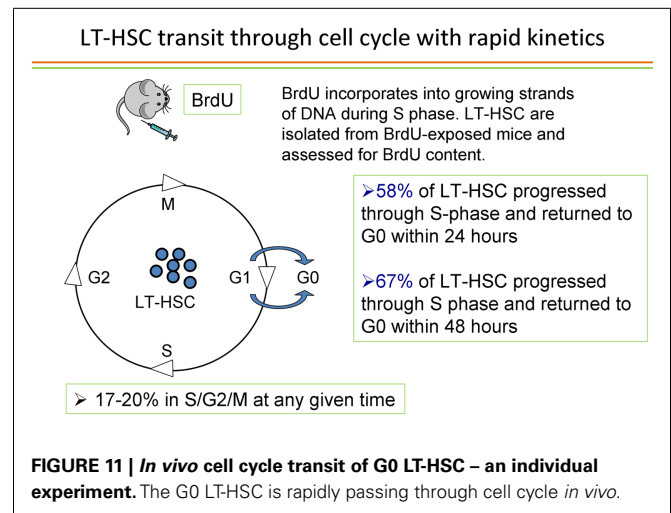 LT-HSC transit through cell cycle with rapid kinetics
BrdU
BrdU incorporates into growing strands
of DNA during S phase. LT-HSC are
isolated from BrdU-exposed mice and
assessed for BrdU content.
M
G2
LT-HSC
G1
G0
S
➢58% of LT-HSC progressed
through S-phase and returned to
G0 within 24 hours
➢67% of LT-HSC progressed
through S phase and returned to
G0 within 48 hours
➢ 17-20% in S/G2/M at any given time
FIGURE 11 | In vivo cell cycle transit of G0 LT-HSC – an individual
experiment. The G0 LT-HSC is rapidly passing through cell cycle in vivo.